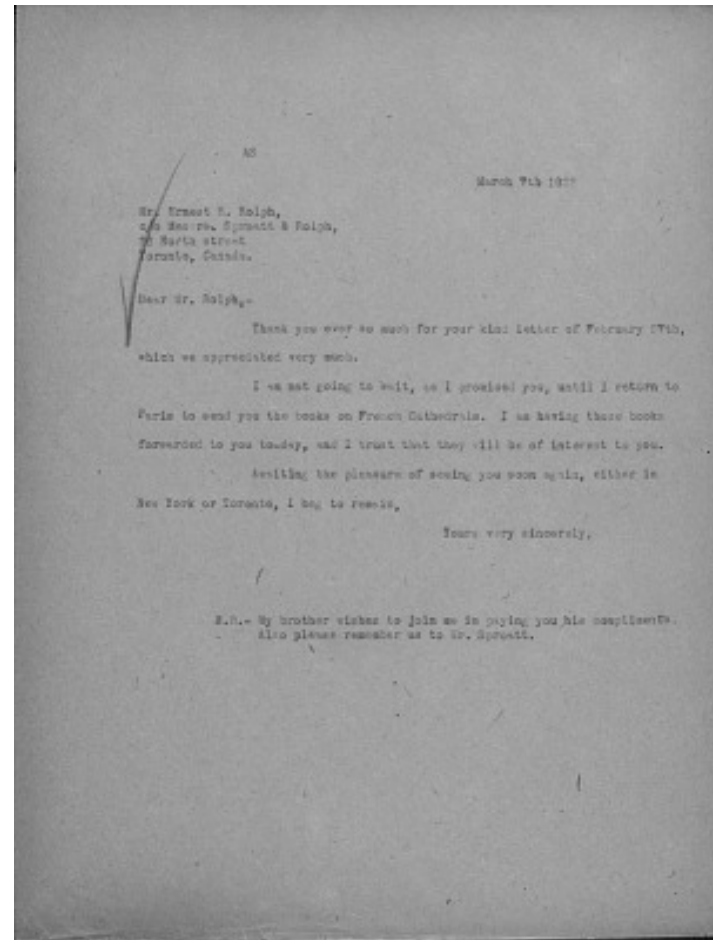 AS
March 7th
Mr. Ernest R. Rolph,
c/o Messrs. Sproatt & Rolph,
North street
Toronto, Canada.
Dear Mr. Rolph,-
Thank you ever so much for your kind letter of February 27th,
which we appreciated very much.
I am not going to wait, as I promised you, until I return to
Paris to send you the books on French Cathedrals. I am having these books
forwarded to you to-day, and I trust that they will be of interest to you.
Awaiting the pleasure of seeing you soon again, either in
New York or Toronto, I beg to remain,
Yours very sincerely,
My brother wishes to join me in paying you his compliments.
Also please remember us to Mr. Sproatt.